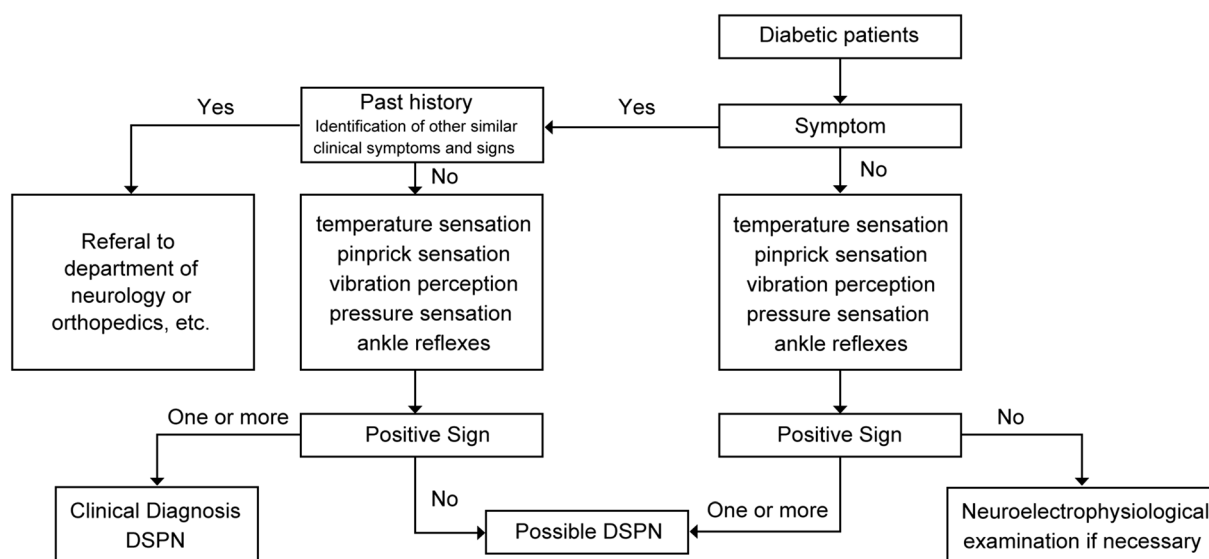 Diabetic patients
Symptom
Yes
Past history
Identification of other similar
clinical symptoms and signs
Yes
No
No
Referal to
department of
neurology or
orthopedics, etc.
temperature sensation
pinprick sensation
vibration perception
pressure sensation
ankle reflexes
temperature sensation
pinprick sensation
vibration perception
pressure sensation
ankle reflexes
One or more
Positive Sign
Positive Sign
No
Clinical Diagnosis
DSPN
No
Possible DSPN
One or more
Neuroelectrophysiological
examination if necessary